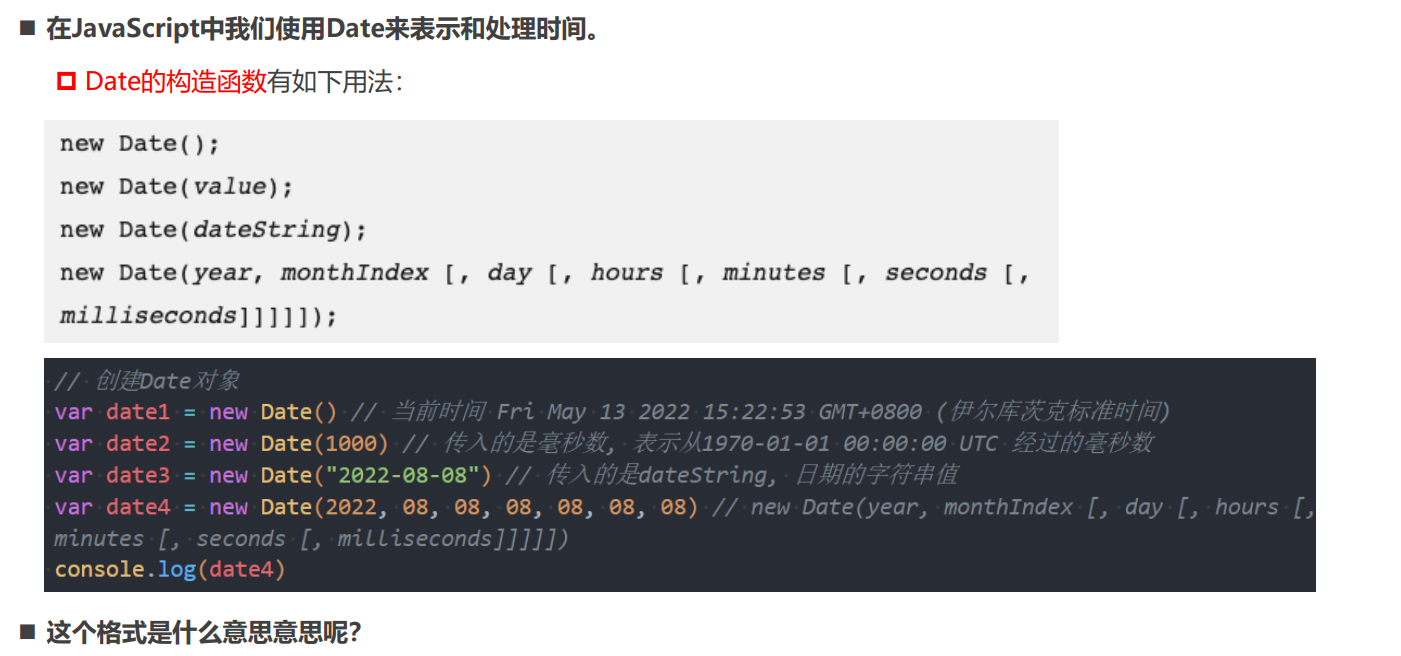 在JavaScript中我们使用Date来表示和处理时间。
Date的构造函数有如下用法：
new Date();
new Date(value);
new Date(dateString);
new Date(year, monthIndex [, day [, hours [, minutes [, seconds [,
milliseconds]]]]]);
// 创建Date对象
var date1 = new Date() // 当前时间 Fri May 13 2022 15:22:53 GMT+0800 (伊尔库茨克标准时间)
var date2 = new Date(1000) // 传入的是毫秒数, 表示从1970-01-01 00:00:00 UTC 经过的毫秒数
var date3 = new Date("2022-08-08") // 传入的是dateString, 日期的字符串值
var date4 = new Date(2022, 08, 08, 08, 08, 08, 08) // new Date(year, monthIndex [, day [, hours [,
minutes [, seconds [, milliseconds]]]]])
console.log(date4)
这个格式是什么意思意思呢？